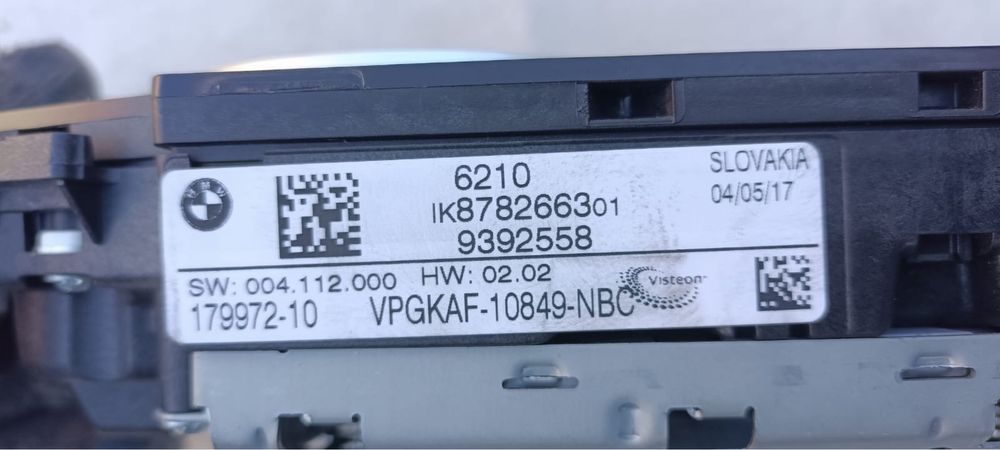 BMW
6210
SLOVAKIA
IK878266301
04/05/17
9392558
SW: 004.112.000 HW: 02.02
Visteon
179972-10 VPGKAF-10849-NBC